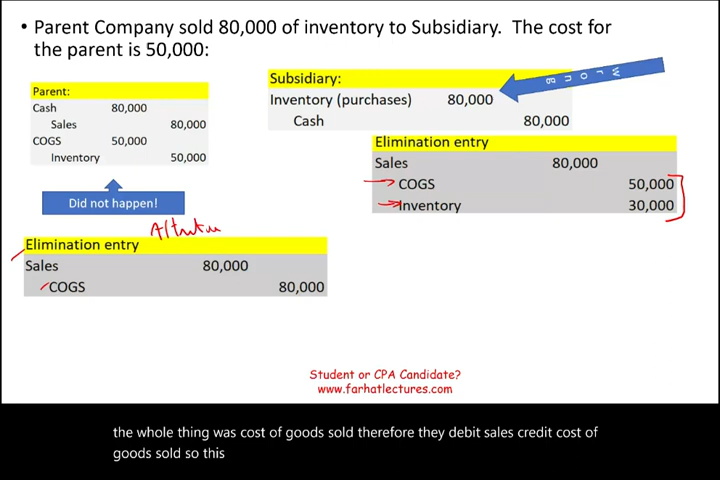 • Parent Company sold 80,000 of inventory to Subsidiary. The cost for
the parent is 50,000:
Parent:
Cash 80,000
Sales 80,000
COGS 50,000
Inventory 50,000
Did not happen!
Subsidiary:
Inventory (purchases) 80,000
Cash 80,000
Wrong
Elimination entry
Sales 80,000
COGS 50,000
Inventory 30,000
Elimination entry
Sales 80,000
COGS 80,000
Student or CPA Candidate?
www.farhatlectures.com
the whole thing was cost of goods sold therefore they debit sales credit cost of
goods sold so this